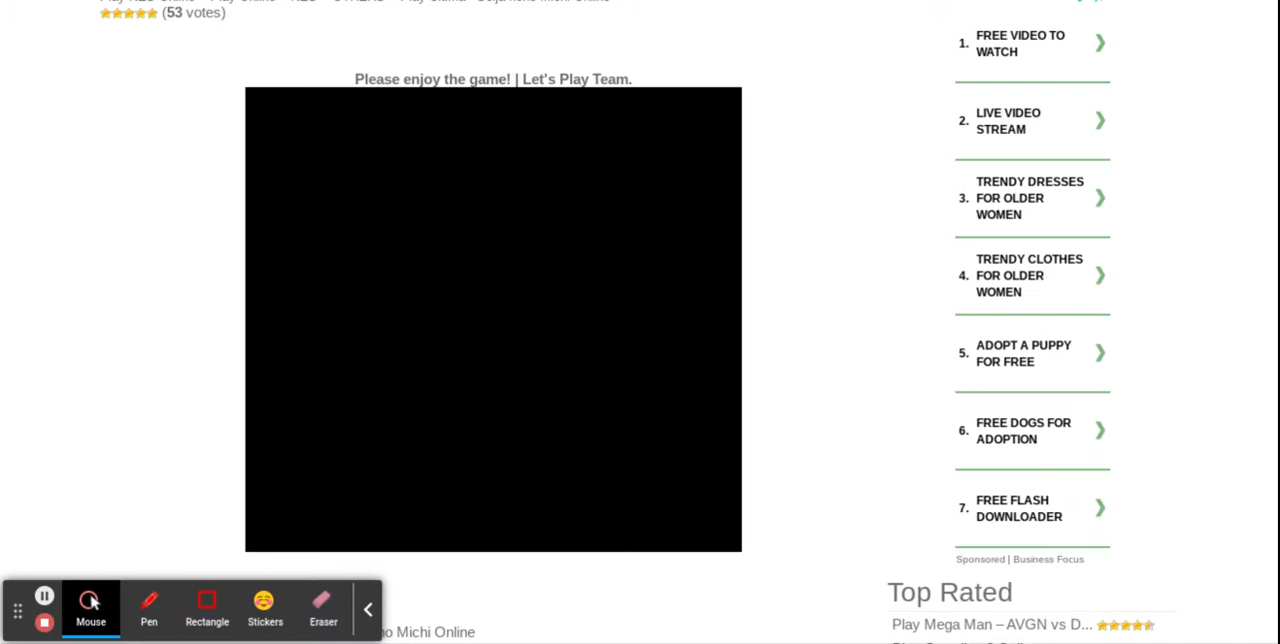 (53 votes)
Please enjoy the game! | Let's Play Team.
1. FREE VIDEO TO
WATCH
2. LIVE VIDEO
STREAM
3. TRENDY DRESSES
FOR OLDER
WOMEN
4. TRENDY CLOTHES
FOR OLDER
WOMEN
5. ADOPT A PUPPY
FOR FREE
6. FREE DOGS FOR
ADOPTION
7. FREE FLASH
DOWNLOADER
Sponsored | Business Focus
Top Rated
Play Mega Man – AVGN vs D...
Mouse
Pen
Rectangle
Stickers
Eraser
Michi Online